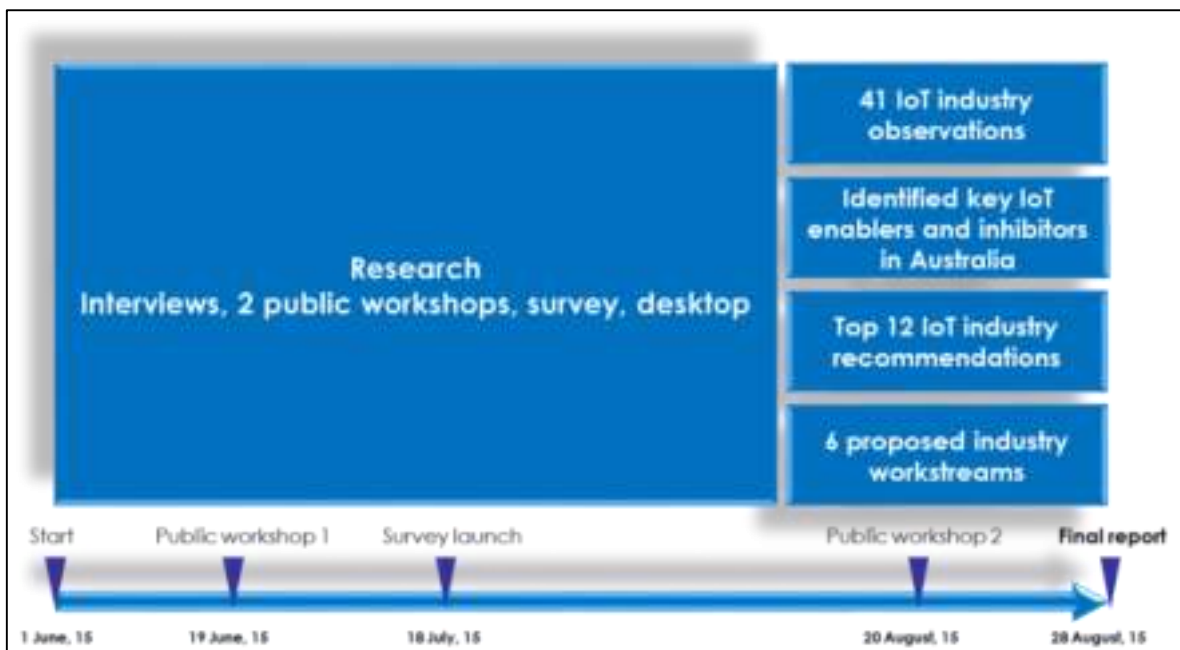 Research
Interviews, 2 public workshops, survey, desktop
41 IoT industry
observations
Identified key IoT
enablers and inhibitors
in Australia
Top 12 IoT industry
recommendations
6 proposed industry
workstreams
Start
Public workshop 1
Survey launch
Public workshop 2
Final report
1 June, 15
19 June, 15
18 July, 15
20 August, 15
28 August, 15